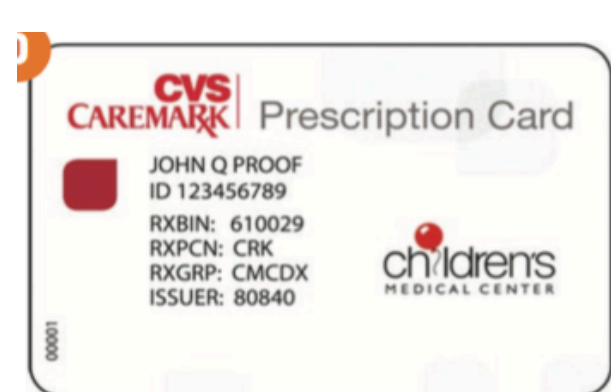 CVS
CAREMARK
Prescription Card
JOHN Q PROOF
ID 123456789
RXBIN: 610029
RXPCN: CRK
RXGRP: CMCDX
ISSUER: 80840
children's
MEDICAL CENTER
00001